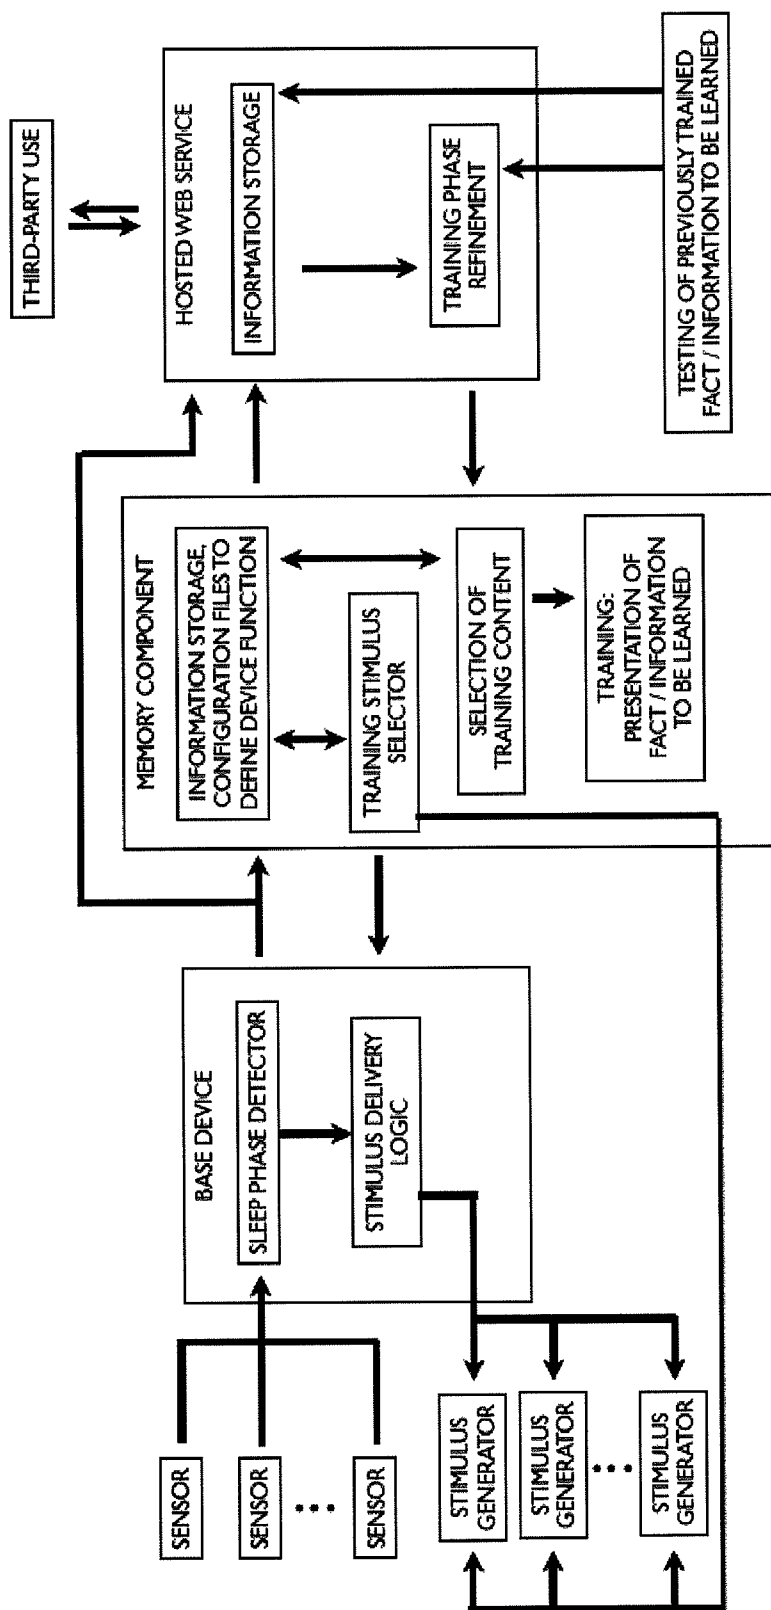 SENSOR
SENSOR
SENSOR
STIMULUS
GENERATOR
STIMULUS
GENERATOR
STIMULUS
GENERATOR
BASE DEVICE
SLEEP PHASE DETECTOR
STIMULUS DELIVERY
LOGIC
MEMORY COMPONENT
INFORMATION STORAGE,
CONFIGURATION FILES TO
DEFINE DEVICE FUNCTION
TRAINING STIMULUS
SELECTOR
SELECTION OF
TRAINING CONTENT
TRAINING:
PRESENTATION OF
FACT / INFORMATION
TO BE LEARNED
THIRD-PARTY USE
HOSTED WEB SERVICE
INFORMATION STORAGE
TRAINING PHASE
REFINEMENT
TESTING OF PREVIOUSLY TRAINED
FACT / INFORMATION TO BE LEARNED